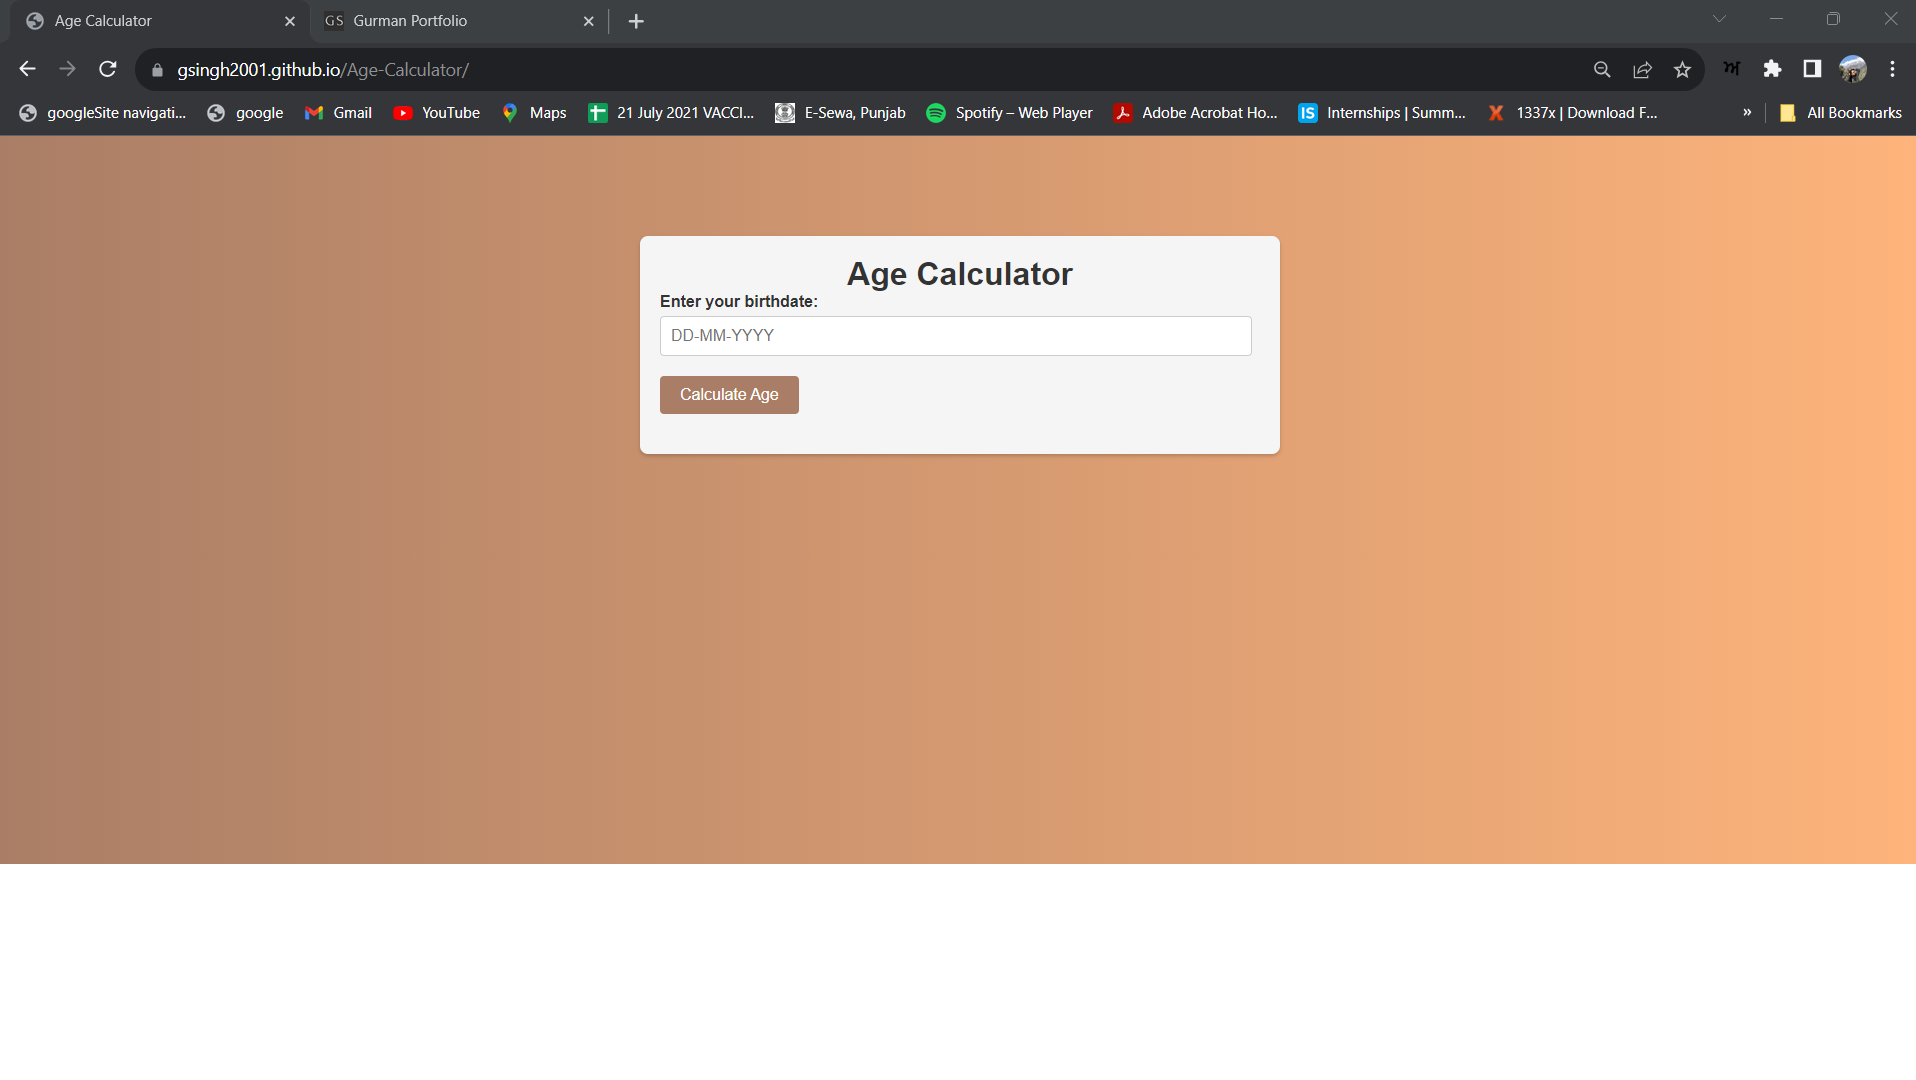 Age Calculator
GS Gurman Portfolio
gsingh2001.github.io/Age-Calculator/
googleSite navigati...
google
Gmail
YouTube
Maps
21 July 2021 VACCI...
E-Sewa, Punjab
Spotify – Web Player
Adobe Acrobat Ho...
IS Internships | Summ...
1337x | Download F...
»
All Bookmarks
Age Calculator
Enter your birthdate:
DD-MM-YYYY
Calculate Age